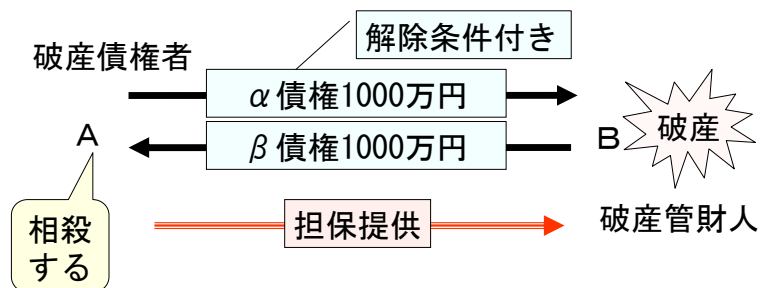 解除条件付き
破産債権者
α債権1000万円
A
β債権1000万円
B
破産
相殺
する
担保提供
破産管財人